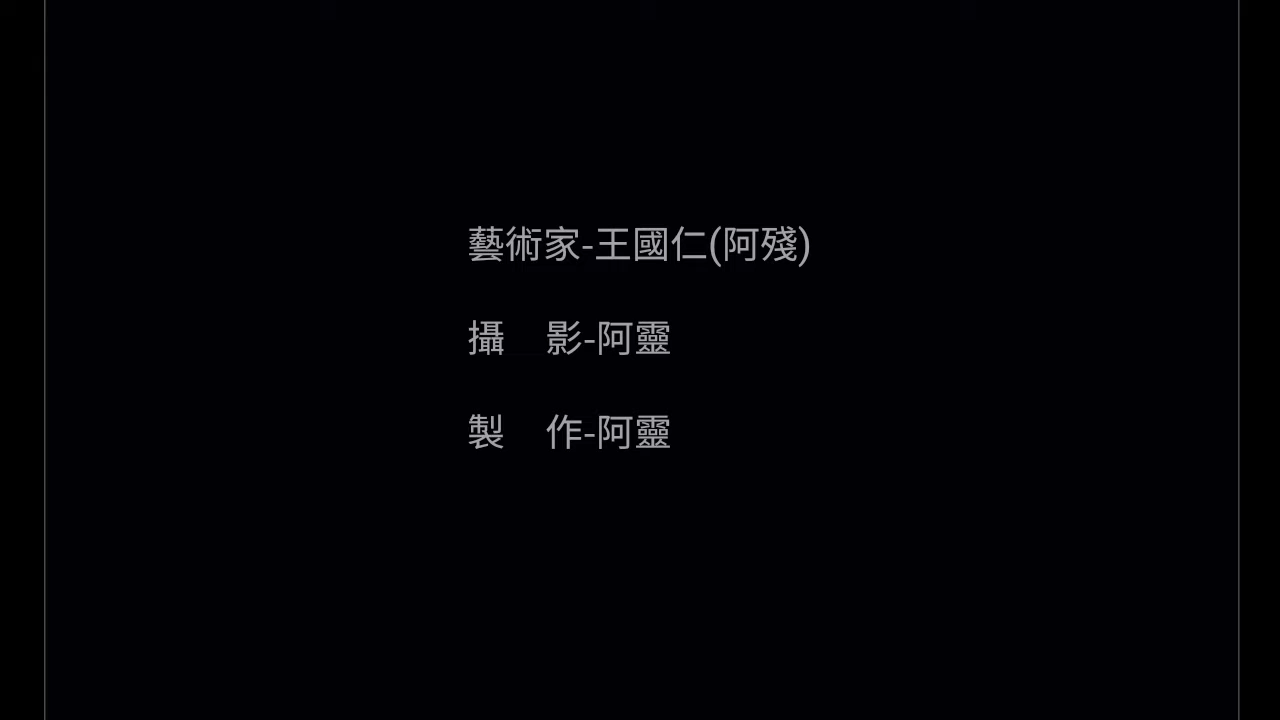 藝術家-王國仁(阿殘)
攝　影-阿靈
製　作-阿靈